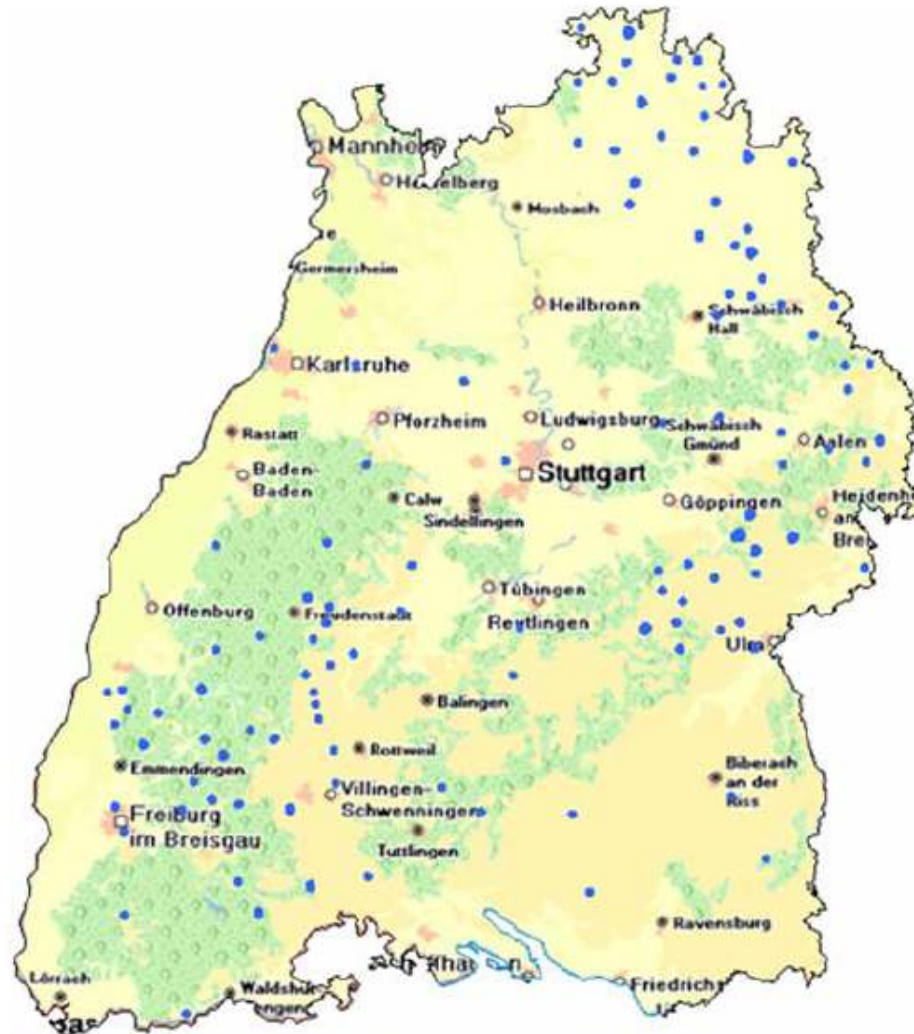 Mannheim
Mosbach
Germersheim
Heilbronn
Schwäbisch
Hall
Karlsruhe
Pforzheim
Ludwigsburg
Schwäbisch
Gmünd
Aalen
Rastatt
Baden-
Baden
Stuttgart
Calw
Sindelfingen
Göppingen
Offenburg
Freudenstadt
Tübingen
Reutlingen
Balingen
Rottweil
Biberach
an der
Riss
Emmendingen
Villingen-
Schwenningen
Freiburg
im Breisgau
Tuttlingen
Ravensburg
Lörrach
Friedrichs